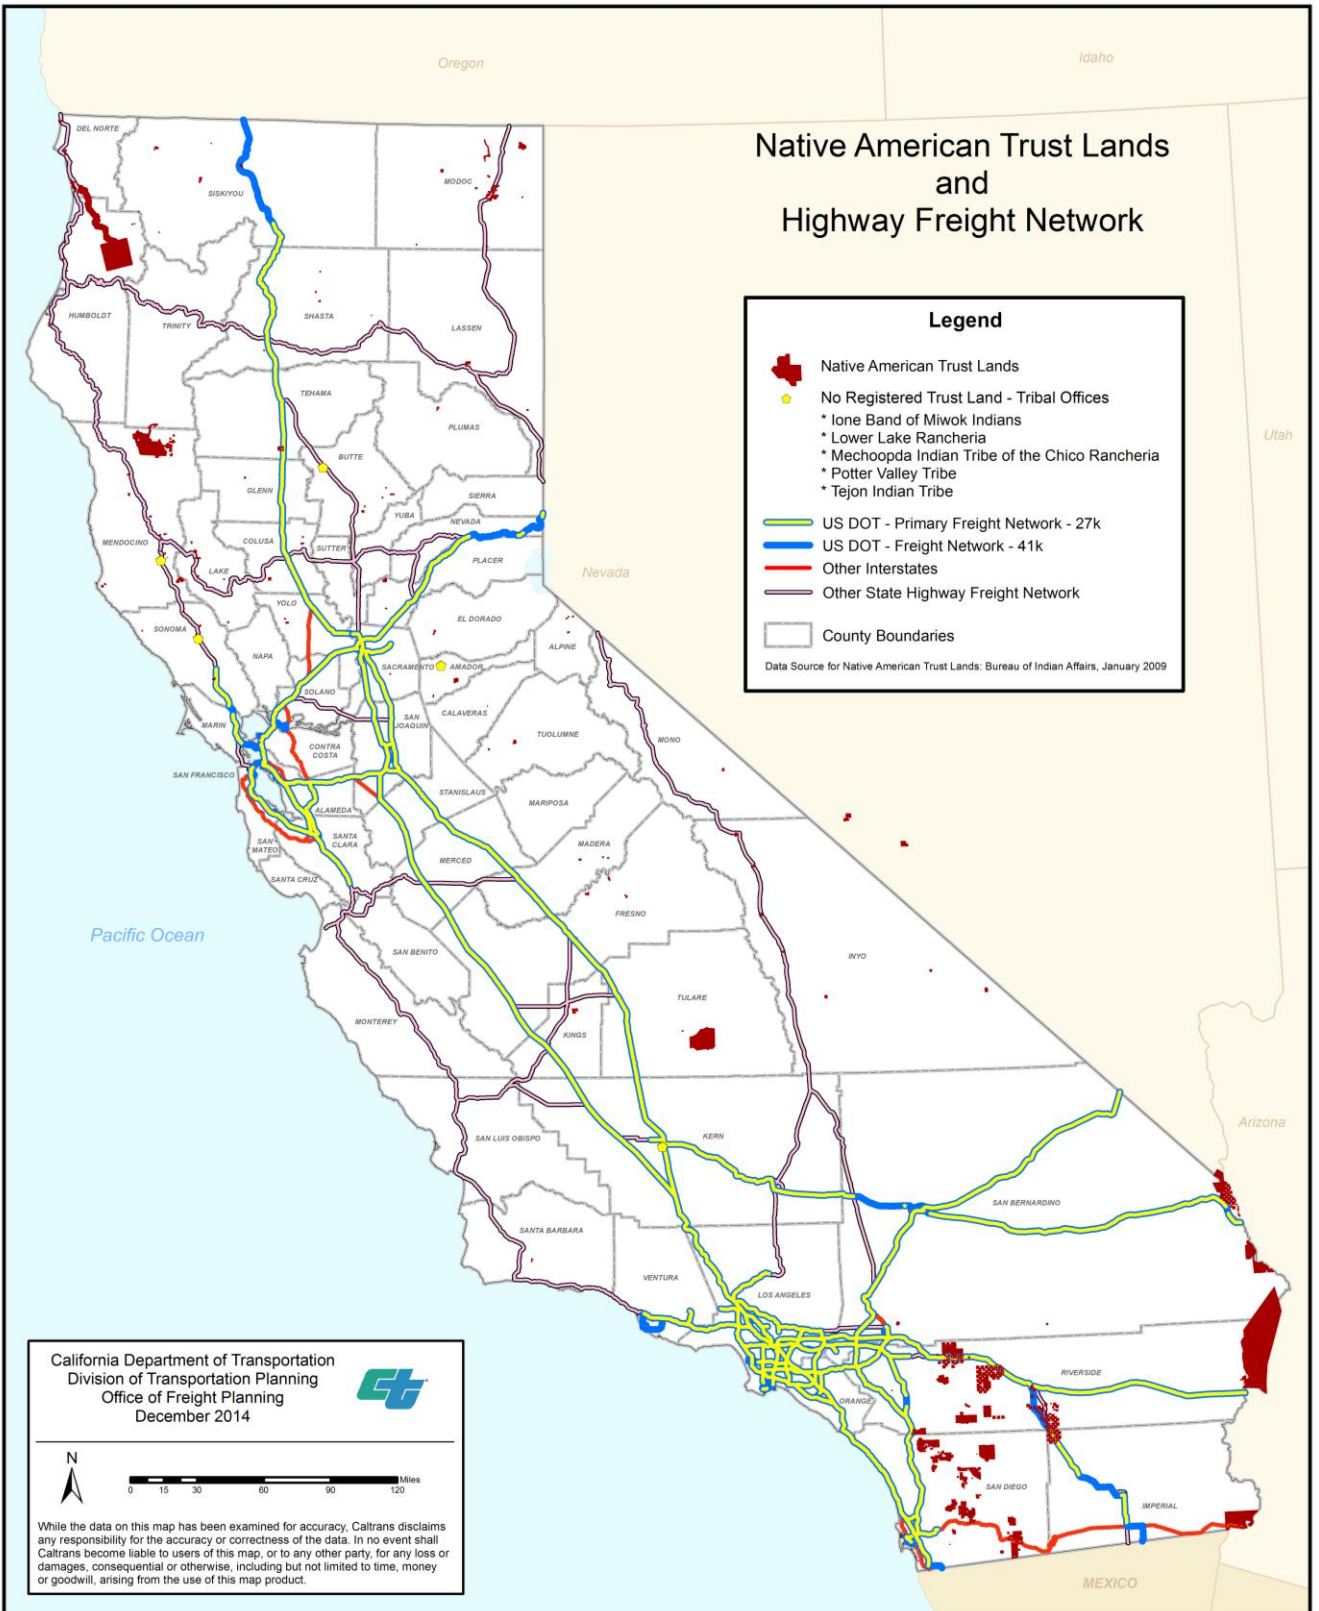 Oregon
Idaho
Native American Trust Lands
and
Highway Freight Network
Legend
Native American Trust Lands
No Registered Trust Land - Tribal Offices
* Ione Band of Miwok Indians
* Lower Lake Rancheria
* Mechoopda Indian Tribe of the Chico Rancheria
* Potter Valley Tribe
* Tejon Indian Tribe
US DOT - Primary Freight Network - 27k
US DOT - Freight Network - 41k
Other Interstates
Other State Highway Freight Network
County Boundaries
Data Source for Native American Trust Lands: Bureau of Indian Affairs, January 2009
Utah
Nevada
Arizona
MEXICO
Pacific Ocean
DEL NORTE
SISKIYOU
MODOC
HUMBOLDT
TRINITY
SHASTA
LASSEN
TEHAMA
PLUMAS
BUTTE
GLENN
SIERRA
YUBA
NEVADA
MENDOCINO
COLUSA
SUTTER
PLACER
LAKE
YOLO
EL DORADO
SONOMA
NAPA
ALPINE
SACRAMENTO
AMADOR
SOLANO
MARIN
SAN
JOAQUIN
CALAVERAS
CONTRA
COSTA
TUOLUMNE
MONO
SAN FRANCISCO
STANISLAUS
ALAMEDA
MARIPOSA
SAN
MATEO
SANTA
CLARA
MADERA
MERCED
SANTA CRUZ
FRESNO
SAN BENITO
INYO
TULARE
MONTEREY
KINGS
SAN LUIS OBISPO
KERN
SAN BERNARDINO
SANTA BARBARA
VENTURA
LOS ANGELES
RIVERSIDE
ORANGE
SAN DIEGO
IMPERIAL
California Department of Transportation
Division of Transportation Planning
Office of Freight Planning
December 2014
N
Miles
0 15 30 60 90 120
While the data on this map has been examined for accuracy, Caltrans disclaims
any responsibility for the accuracy or correctness of the data. In no event shall
Caltrans become liable to users of this map, or to any other party, for any loss or
damages, consequential or otherwise, including but not limited to time, money
or goodwill, arising from the use of this map product.